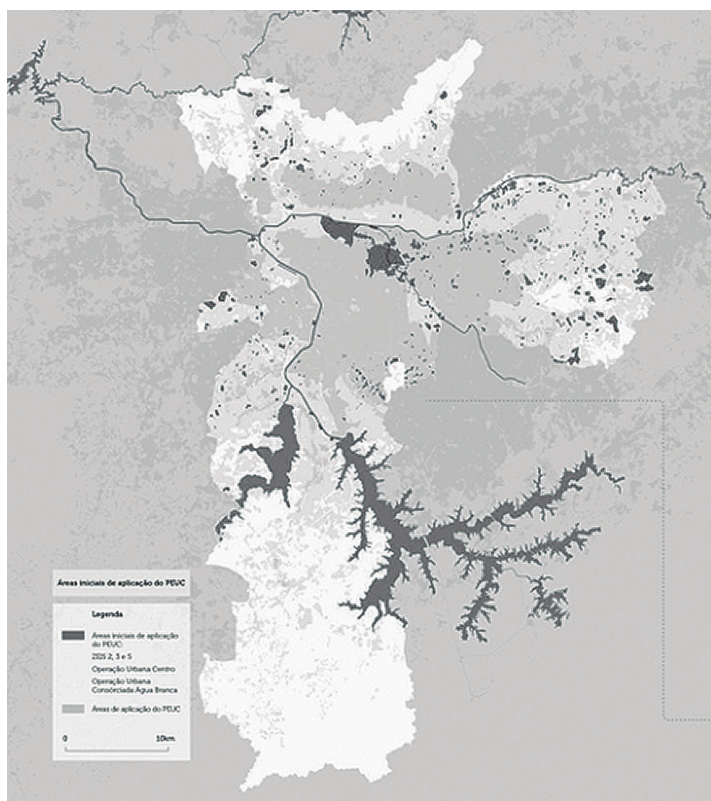 Áreas iniciais de aplicação do PEUC
Legenda
Áreas iniciais de aplicação
do PEUC:
ZEIS 2, 3 e 5
Operação Urbana Centro
Operação Urbana
Consorciada Água Branca
Áreas de aplicação do PEUC
0 10km